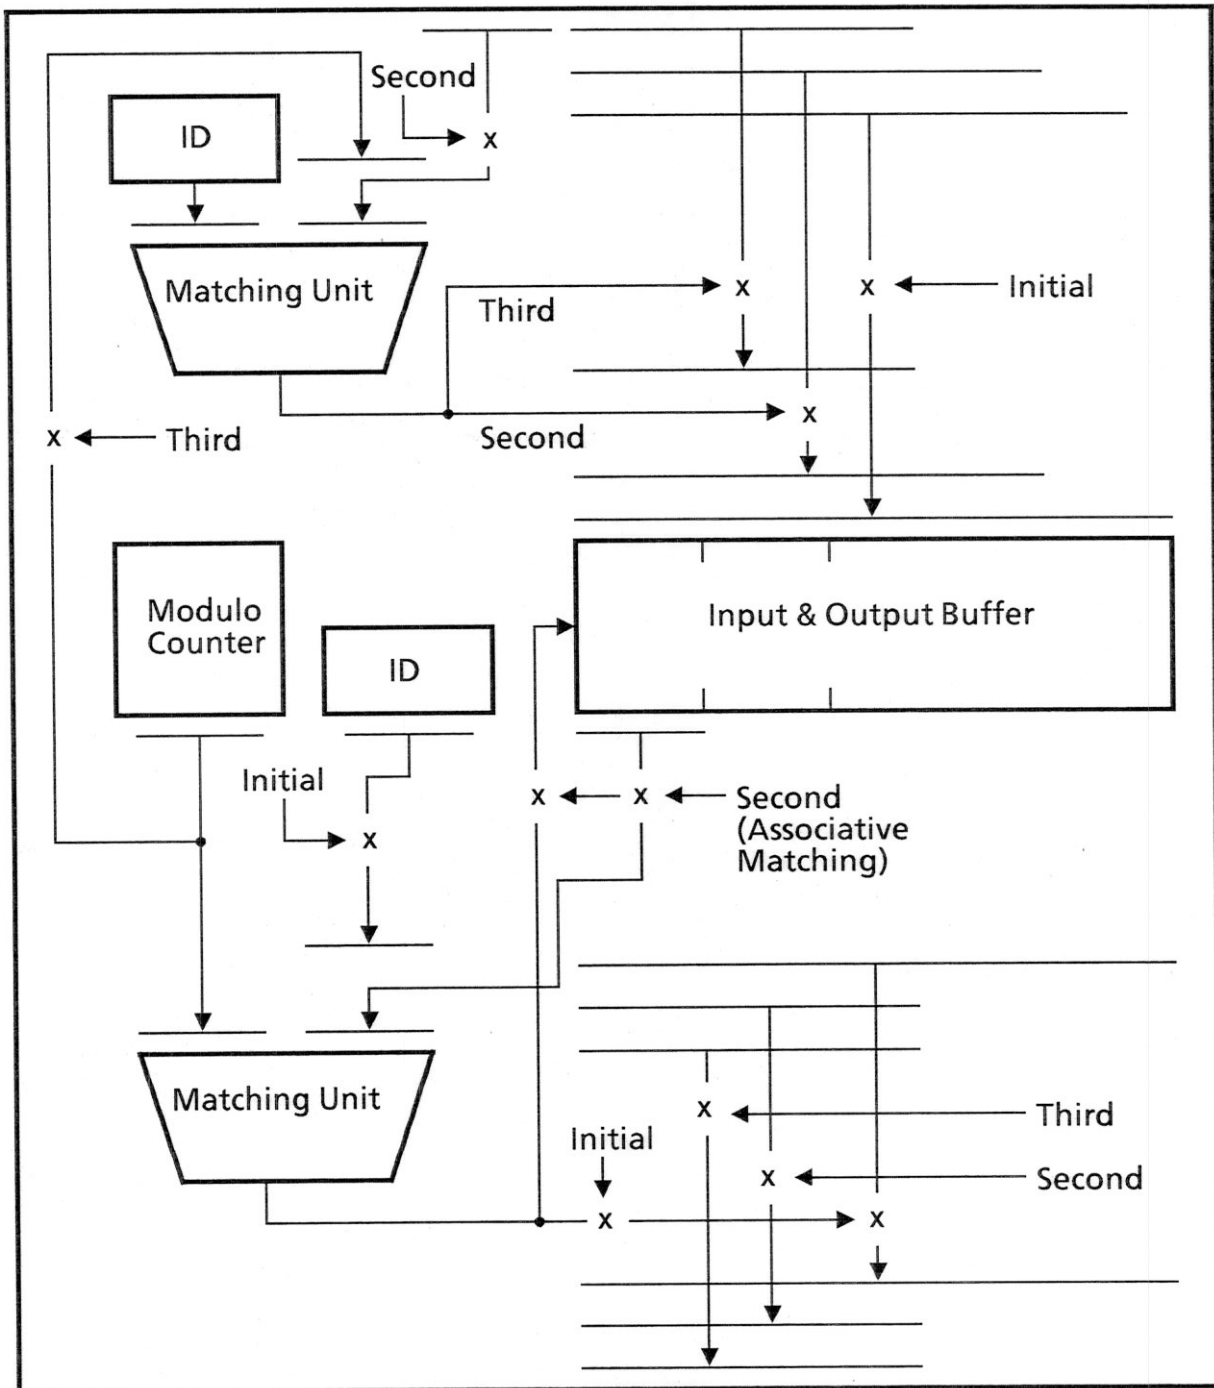 Second
x
ID
Matching Unit
x
x
Initial
Third
x
Second
x
Third
Modulo
Counter
ID
Input & Output Buffer
Initial
x
x
x
Second
(Associative
Matching)
Matching Unit
x
Third
Initial
x
Second
x
x